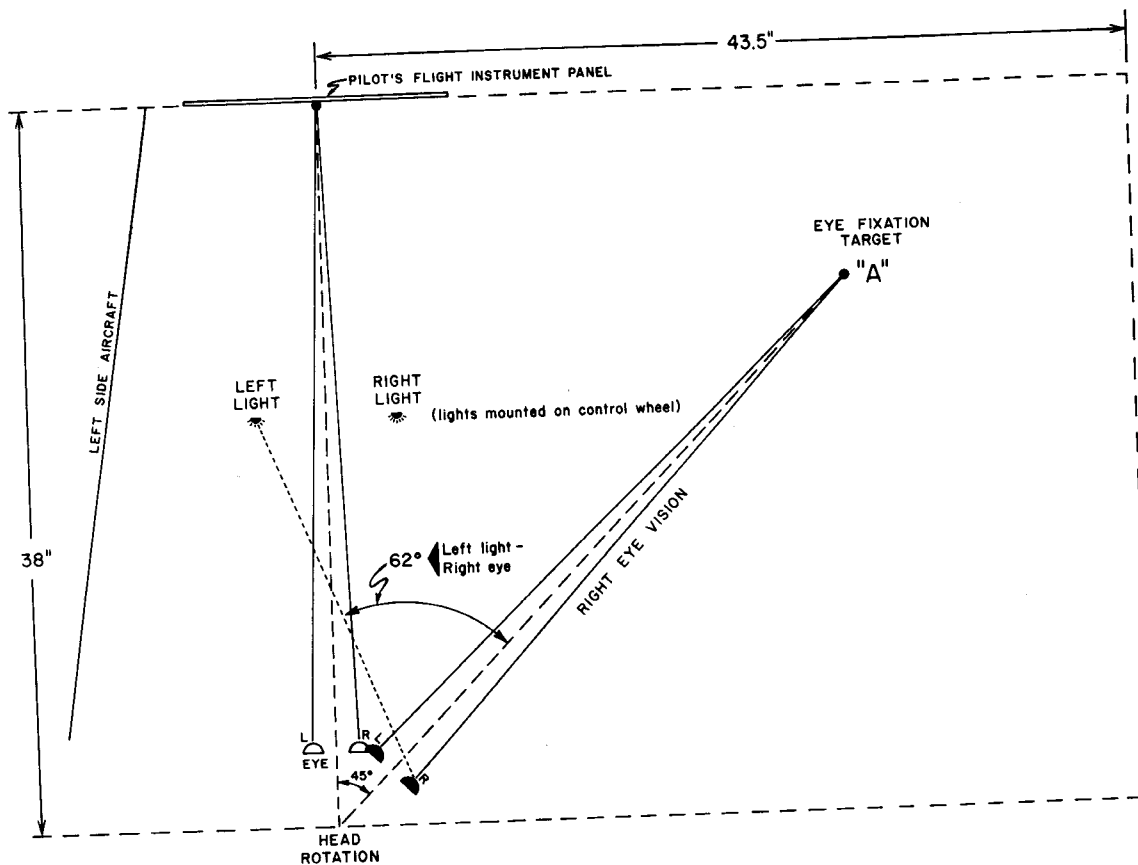 43.5"
PILOT'S FLIGHT INSTRUMENT PANEL
EYE FIXATION
TARGET
"A"
LEFT SIDE AIRCRAFT
LEFT
LIGHT
RIGHT
LIGHT
(lights mounted on control wheel)
38"
62°
Left light -
Right eye
RIGHT EYE VISION
L
EYE
R
L
R
45°
HEAD
ROTATION